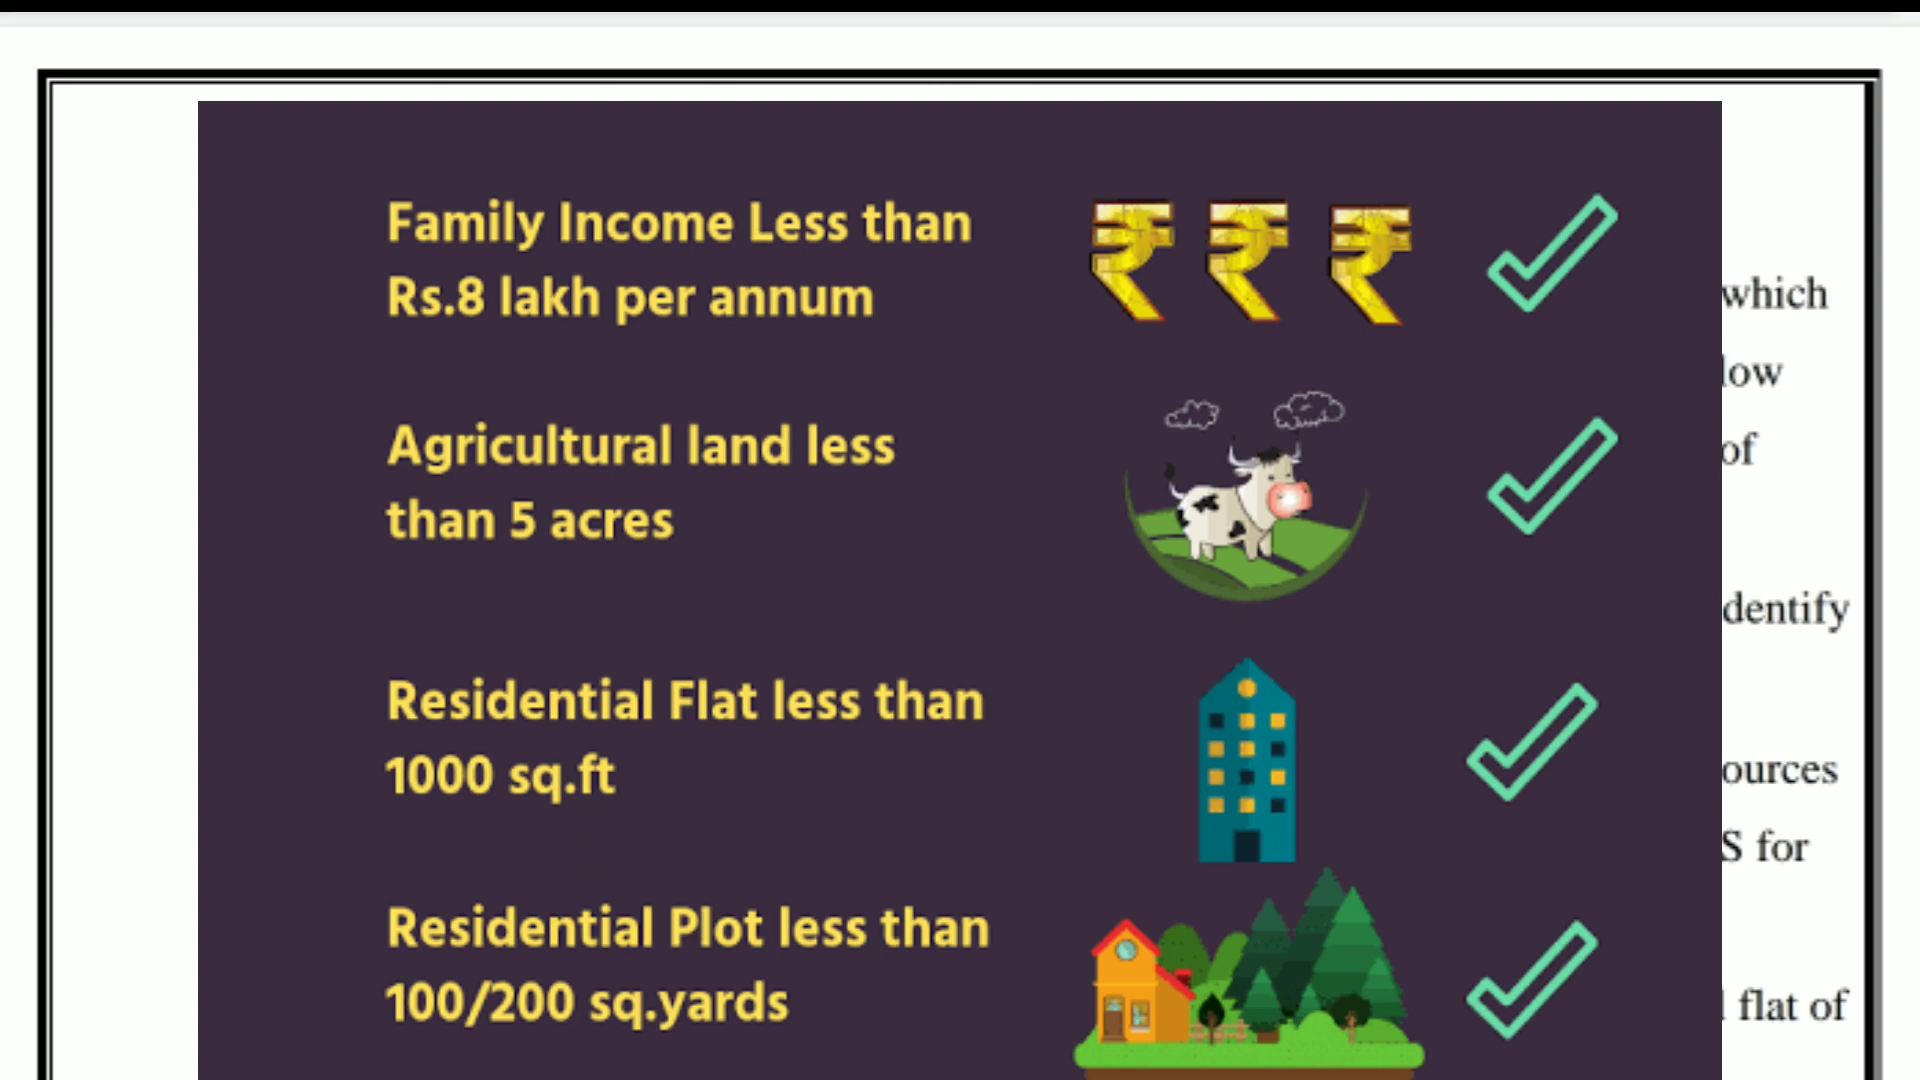 Family Income Less than
Rs.8 lakh per annum
which
low
Agricultural land less
of
than 5 acres
dentify
Residential Flat less than
1000 sq.ft
ources
S for
Residential Plot less than
100/200 sq.yards
flat of